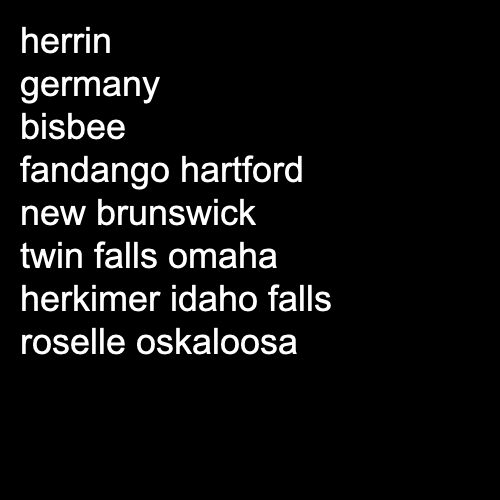 herrin
germany
bisbee
fandango hartford
new brunswick
twin falls omaha
herkimer idaho falls
roselle oskaloosa